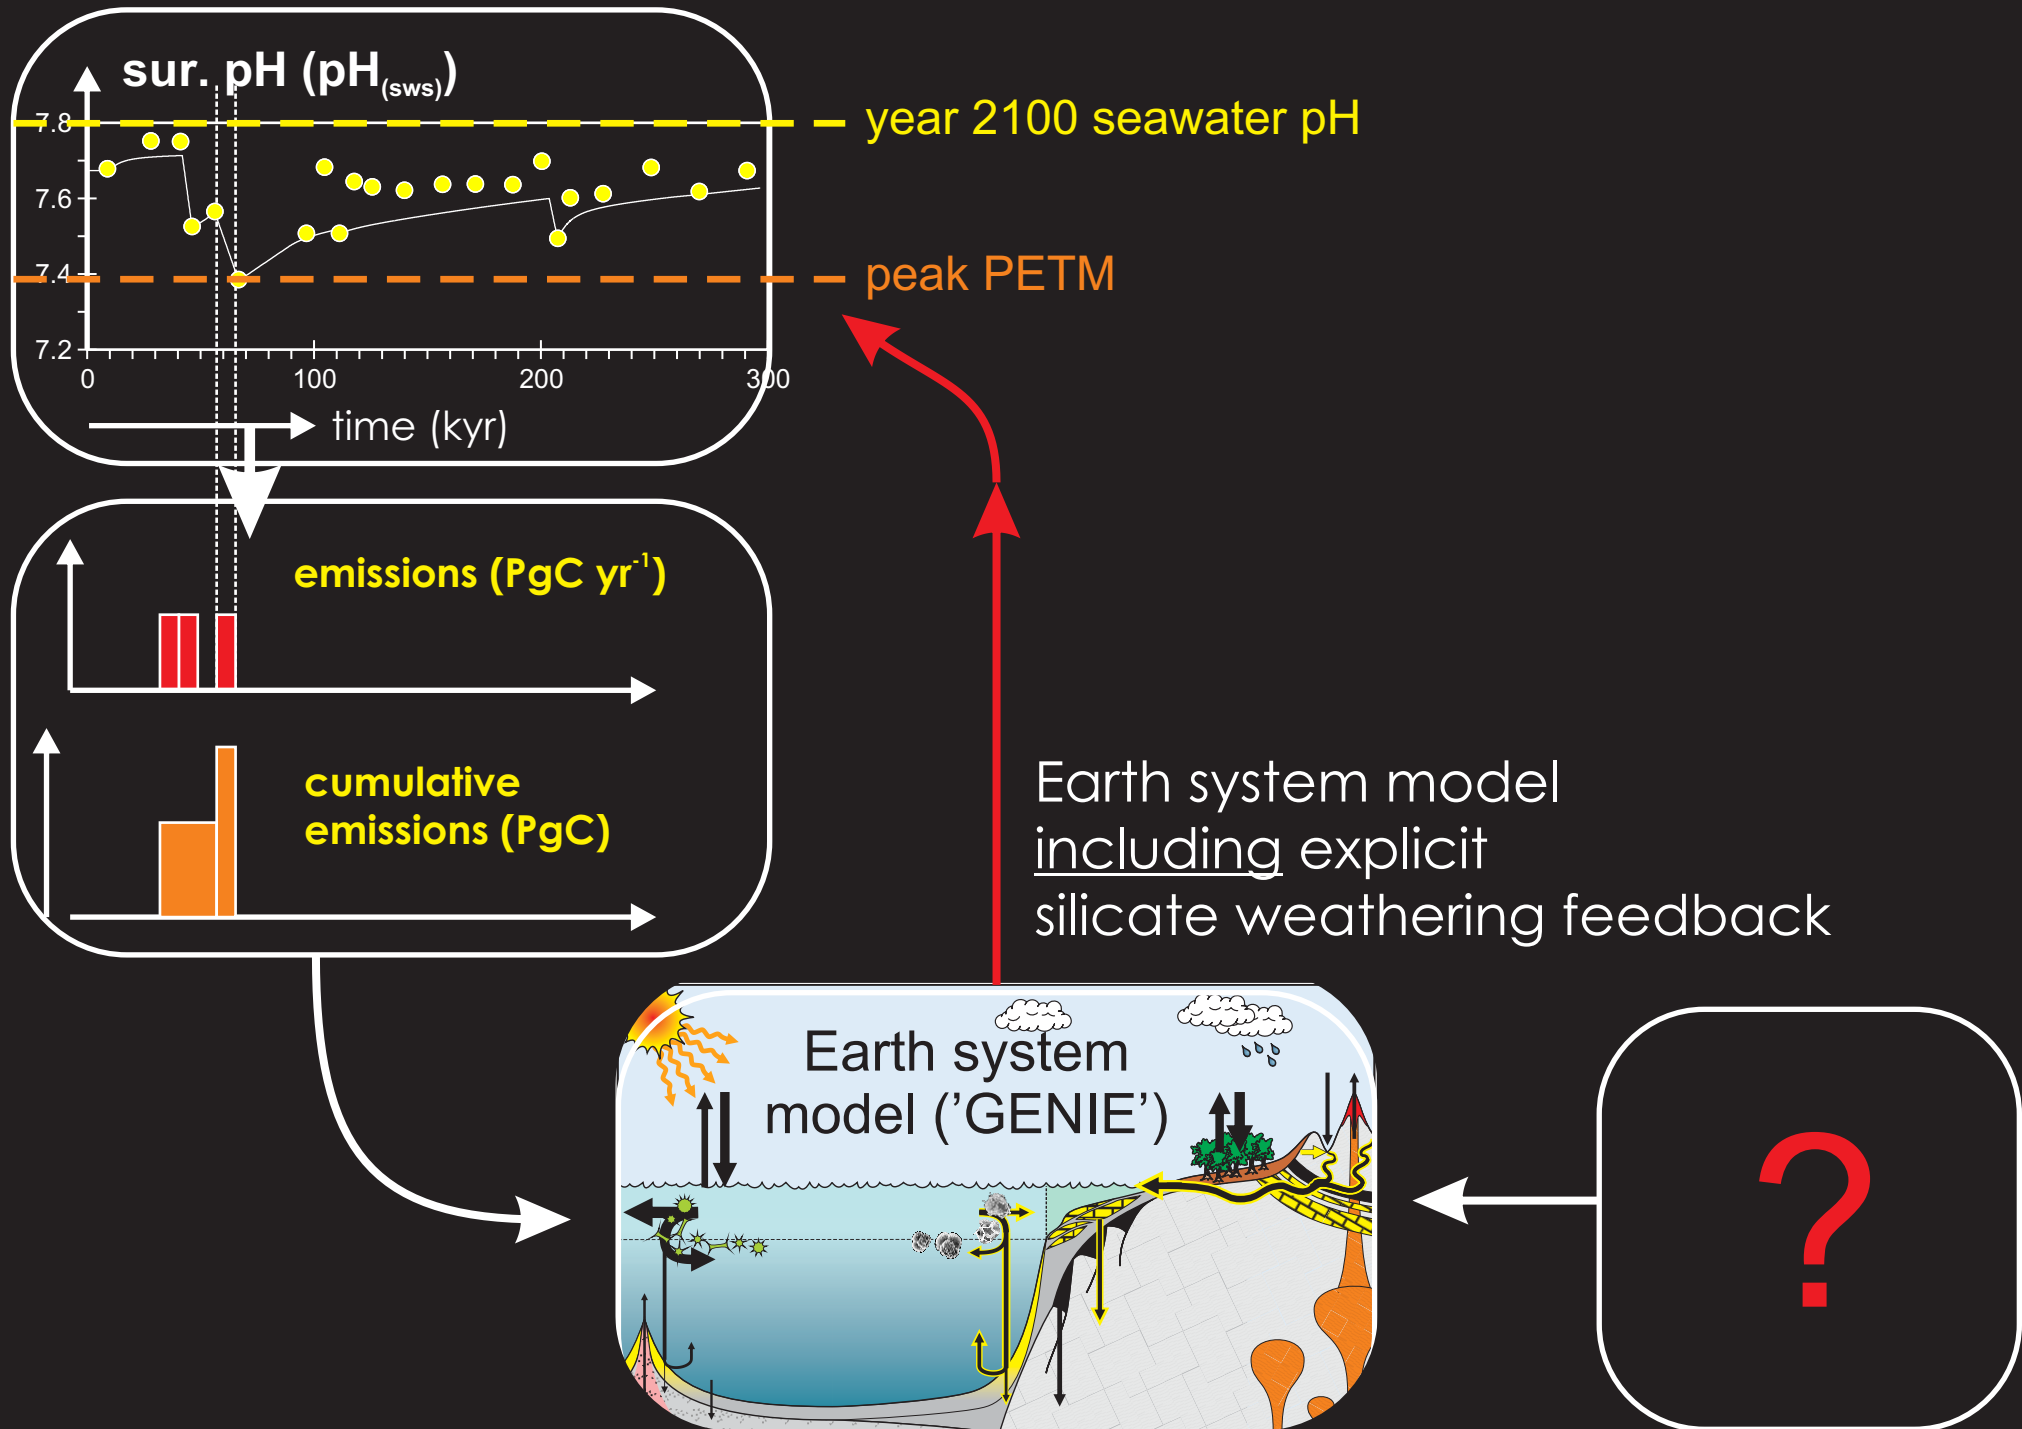 sur. pH (pH(sws))
7.8
year 2100 seawater pH
7.6
7.4
peak PETM
7.2
0 100 200 300
time (kyr)
emissions (PgC yr-1)
cumulative
emissions (PgC)
Earth system model
including explicit
silicate weathering feedback
Earth system
model ('GENIE')
?